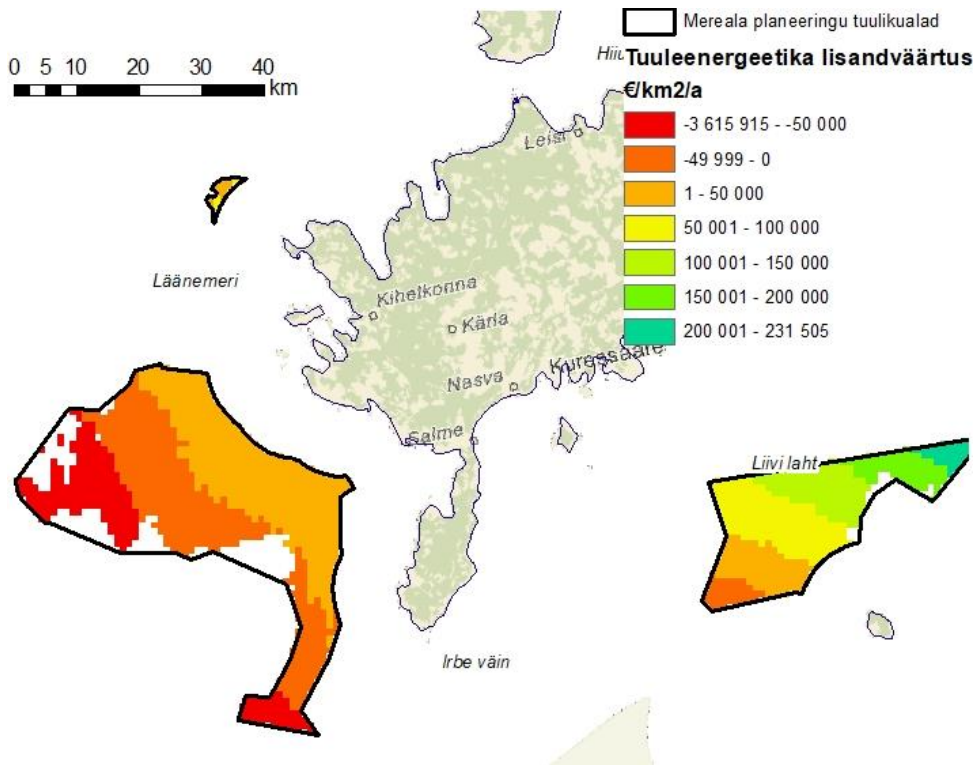 Mereala planeeringu tuulikualad
Tuuleenergeetika lisandväärtus
€/km2/a
-3 615 915 - -50 000
-49 999 - 0
1 - 50 000
50 001 - 100 000
100 001 - 150 000
150 001 - 200 000
200 001 - 231 505
0 5 10 20 30 40
km
Leisi
Läänemeri
Kihelkonna
Kärla
Kuressaare
Nasva
Salme
Liivi laht
Irbe väin